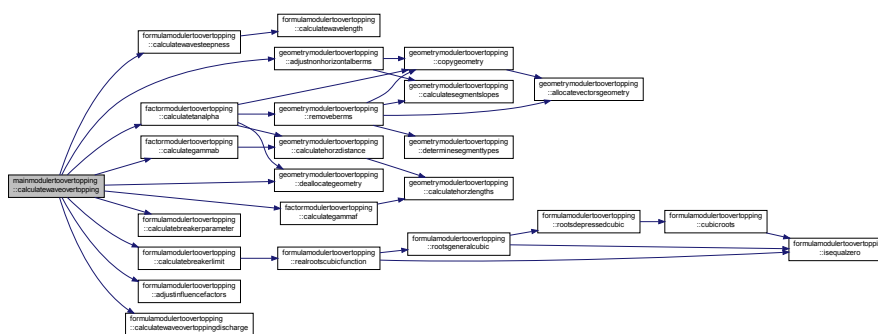 mainmodulertoovertopping
::calculatewaveovertopping
formulamodulertoovertopping
::calculatewavesteepness
formulamodulertoovertopping
::calculatewavelength
geometrymodulertoovertopping
::adjustnonhorizontalberms
geometrymodulertoovertopping
::copygeometry
geometrymodulertoovertopping
::calculatesegmentslopes
geometrymodulertoovertopping
::allocatevectorsgeometry
factormodulertoovertopping
::calculatetanalpha
geometrymodulertoovertopping
::removeberms
geometrymodulertoovertopping
::determinesegmenttypes
factormodulertoovertopping
::calculategammab
geometrymodulertoovertopping
::calculatehorzdistance
geometrymodulertoovertopping
::deallocategeometry
geometrymodulertoovertopping
::calculatehorzlengths
factormodulertoovertopping
::calculategammaf
formulamodulertoovertopping
::calculatebreakerparameter
formulamodulertoovertopping
::calculatebreakerlimit
formulamodulertoovertopping
::realrootscubicfunction
formulamodulertoovertopping
::rootsgeneralcubic
formulamodulertoovertopping
::rootsdepressedcubic
formulamodulertoovertopping
::cubicroots
formulamodulertoovertopping
::isequalzero
formulamodulertoovertopping
::adjustinfluencefactors
formulamodulertoovertopping
::calculatewaveovertoppingdischarge